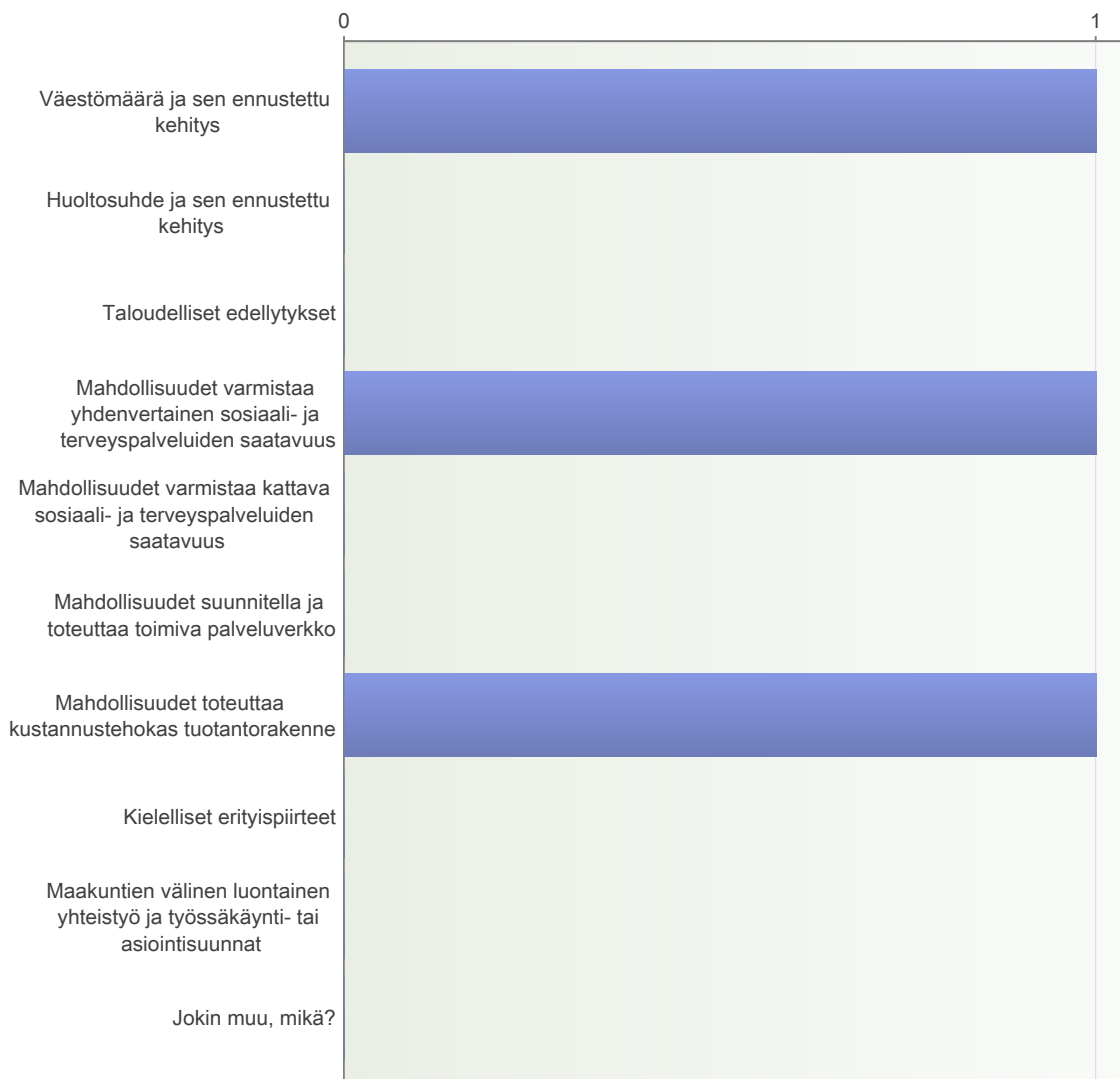 0 1
Väestömäärä ja sen ennustettu
kehitys
Huoltosuhde ja sen ennustettu
kehitys
Taloudelliset edellytykset
Mahdollisuudet varmistaa
yhdenvertainen sosiaali- ja
terveyspalveluiden saatavuus
Mahdollisuudet varmistaa kattava
sosiaali- ja terveyspalveluiden
saatavuus
Mahdollisuudet suunnitella ja
toteuttaa toimiva palveluverkko
Mahdollisuudet toteuttaa
kustannustehokas tuotantorakenne
Kielelliset erityispiirteet
Maakuntien välinen luontainen
yhteistyö ja työssäkäynti- tai
asiointisuunnat
Jokin muu, mikä?